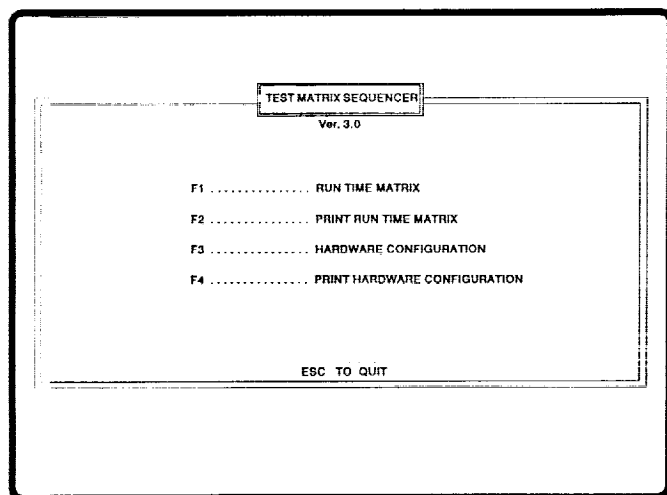 TEST MATRIX SEQUENCER
Ver. 3.0
F1 .............. RUN TIME MATRIX
F2 .............. PRINT RUN TIME MATRIX
F3 .............. HARDWARE CONFIGURATION
F4 .............. PRINT HARDWARE CONFIGURATION
ESC TO QUIT